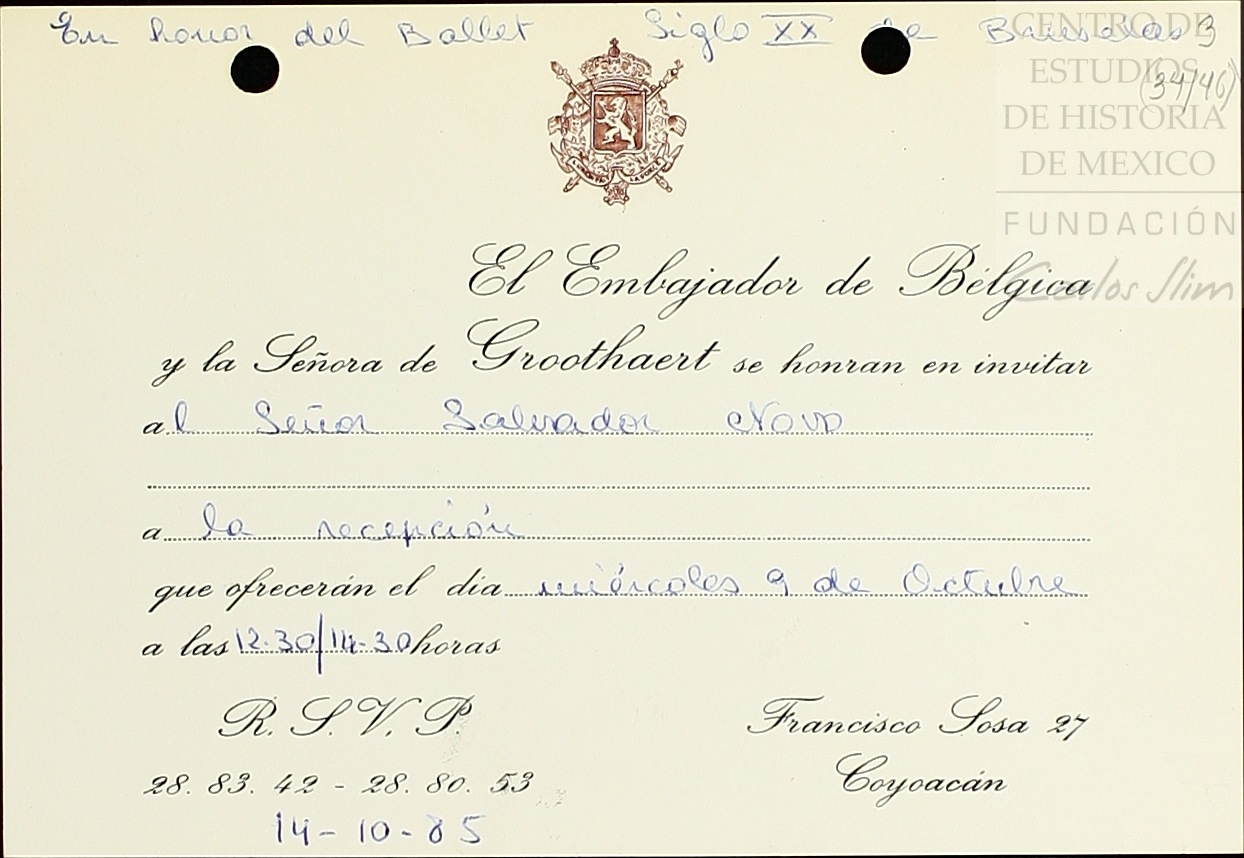 En honor del Ballet Siglo XX de Bruselas 3
(34/46)
CENTRO DE
ESTUDIOS
DE HISTORIA
DE MEXICO
FUNDACIÓN
Carlos Slim
El Embajador de Bélgica
y la Señora de Groothaert se honran en invitar
al Señor Salvador Novo
a la recepción
que ofrecerán el día miércoles 9 de Octubre
a las 12.30/14.30 horas
R. S. V. P.
28. 83. 42 - 28. 80. 53
14-10-85
Francisco Sosa 27
Coyoacán